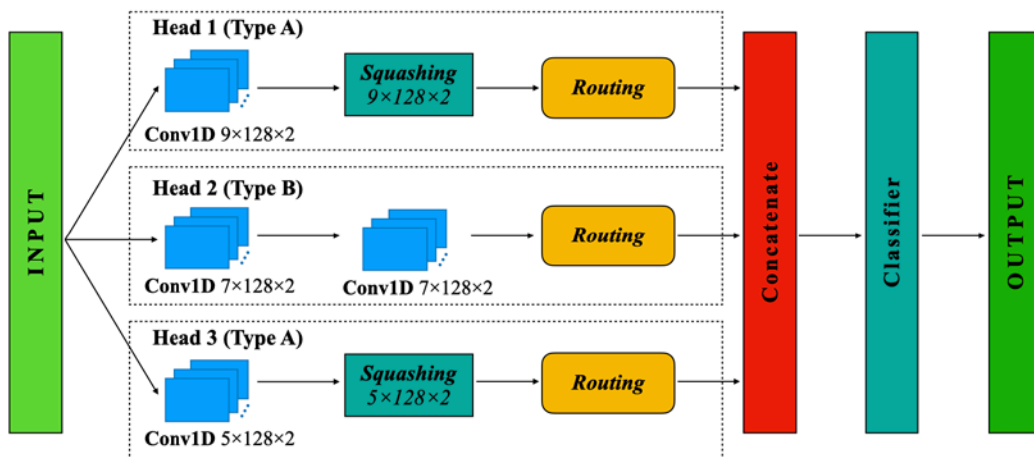 INPUT
Head 1 (Type A)
Conv1D 9×128×2
Squashing
9×128×2
Routing
Head 2 (Type B)
Conv1D 7×128×2
Conv1D 7×128×2
Routing
Head 3 (Type A)
Conv1D 5×128×2
Squashing
5×128×2
Routing
Concatenate
Classifier
OUTPUT